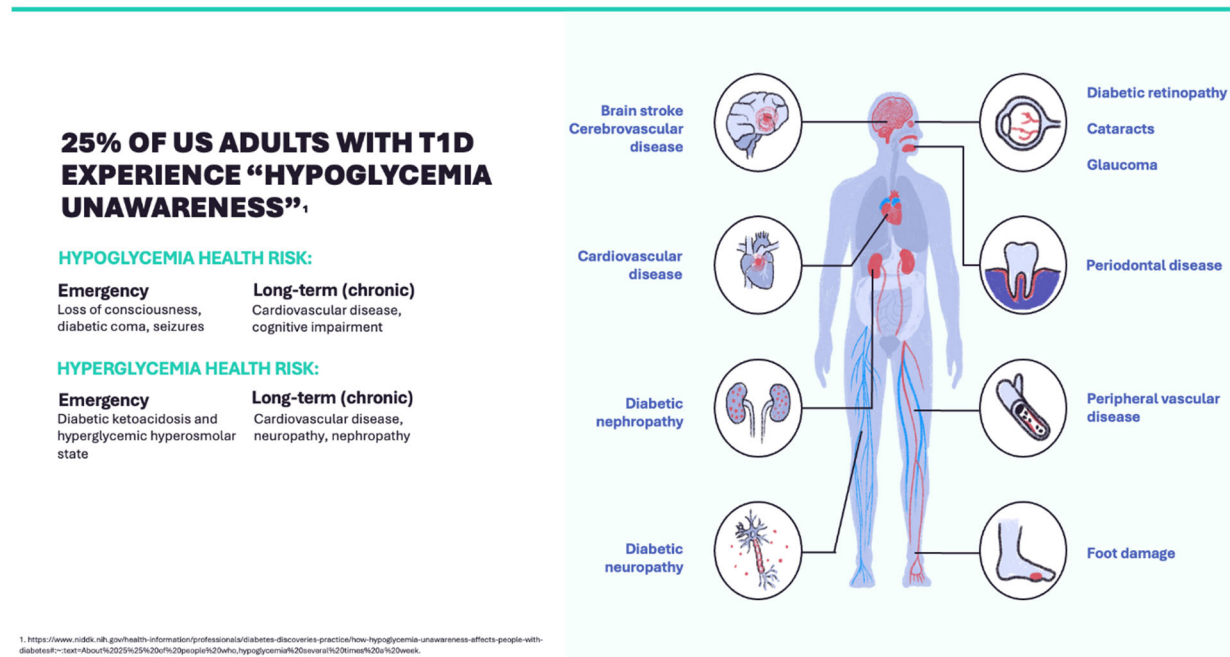 25% OF US ADULTS WITH T1D
EXPERIENCE “HYPOGLYCEMIA
UNAWARENESS”1
HYPOGLYCEMIA HEALTH RISK:
Emergency
Loss of consciousness,
diabetic coma, seizures
Long-term (chronic)
Cardiovascular disease,
cognitive impairment
HYPERGLYCEMIA HEALTH RISK:
Emergency
Diabetic ketoacidosis and
hyperglycemic hyperosmolar
state
Long-term (chronic)
Cardiovascular disease,
neuropathy, nephropathy
1. https://www.niddk.nih.gov/health-information/professionals/diabetes-discoveries-practice/how-hypoglycemia-unawareness-affects-people-with-
diabetes#:~:text=About%2025%25%20of%20people%20who,hypoglycemia%20several%20times%20a%20week.
Brain stroke
Cerebrovascular
disease
Cardiovascular
disease
Diabetic
nephropathy
Diabetic
neuropathy
Diabetic retinopathy
Cataracts
Glaucoma
Periodontal disease
Peripheral vascular
disease
Foot damage